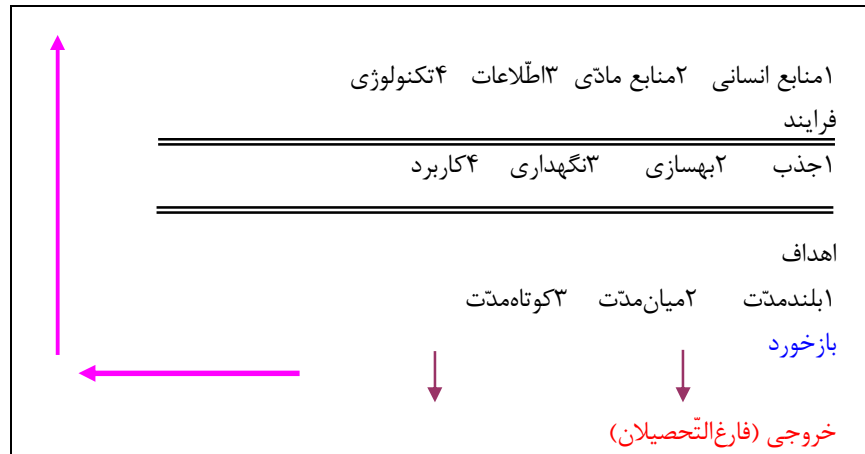 ۱منابع انسانی ۲منابع مادّی ۳اطّلاعات ۴تکنولوژی
فرایند
۱جذب ۲بهسازی ۳نگهداری ۴کاربرد
اهداف
۱بلندمدّت ۲میان‌مدّت ۳کوتاه‌مدّت
بازخورد
خروجی (فارغ‌التّحصیلان)